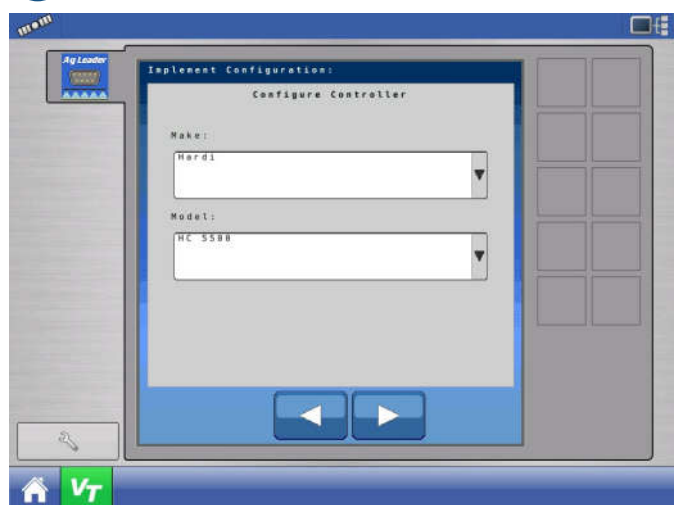 Ag Leader
Implement Configuration:
Configure Controller
Make:
Hardi
Model:
HC 5500
VT